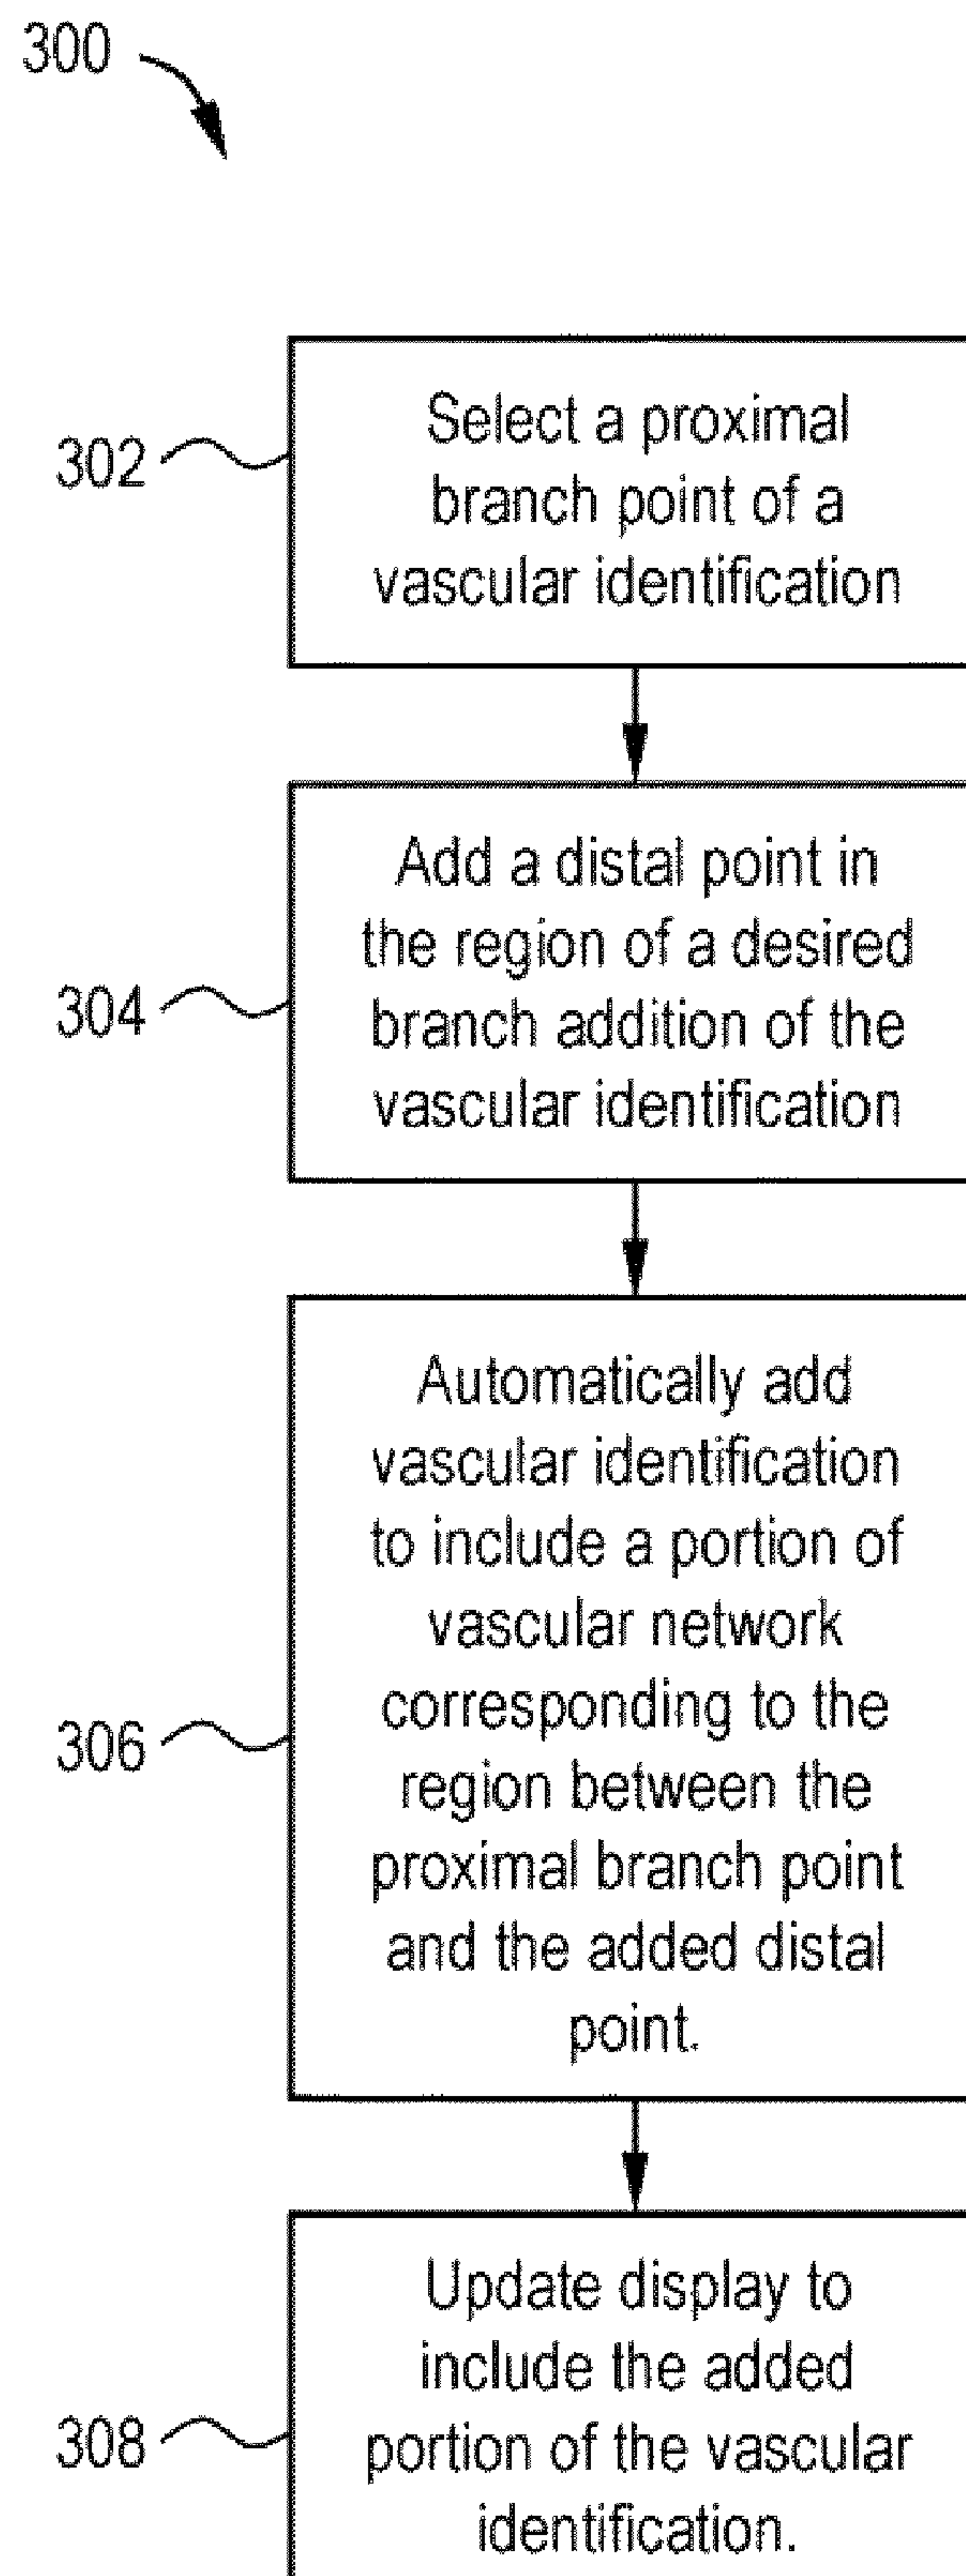 300
302
Select a proximal
branch point of a
vascular identification
304
Add a distal point in
the region of a desired
branch addition of the
vascular identification
306
Automatically add
vascular identification
to include a portion of
vascular network
corresponding to the
region between the
proximal branch point
and the added distal
point.
308
Update display to
include the added
portion of the vascular
identification.